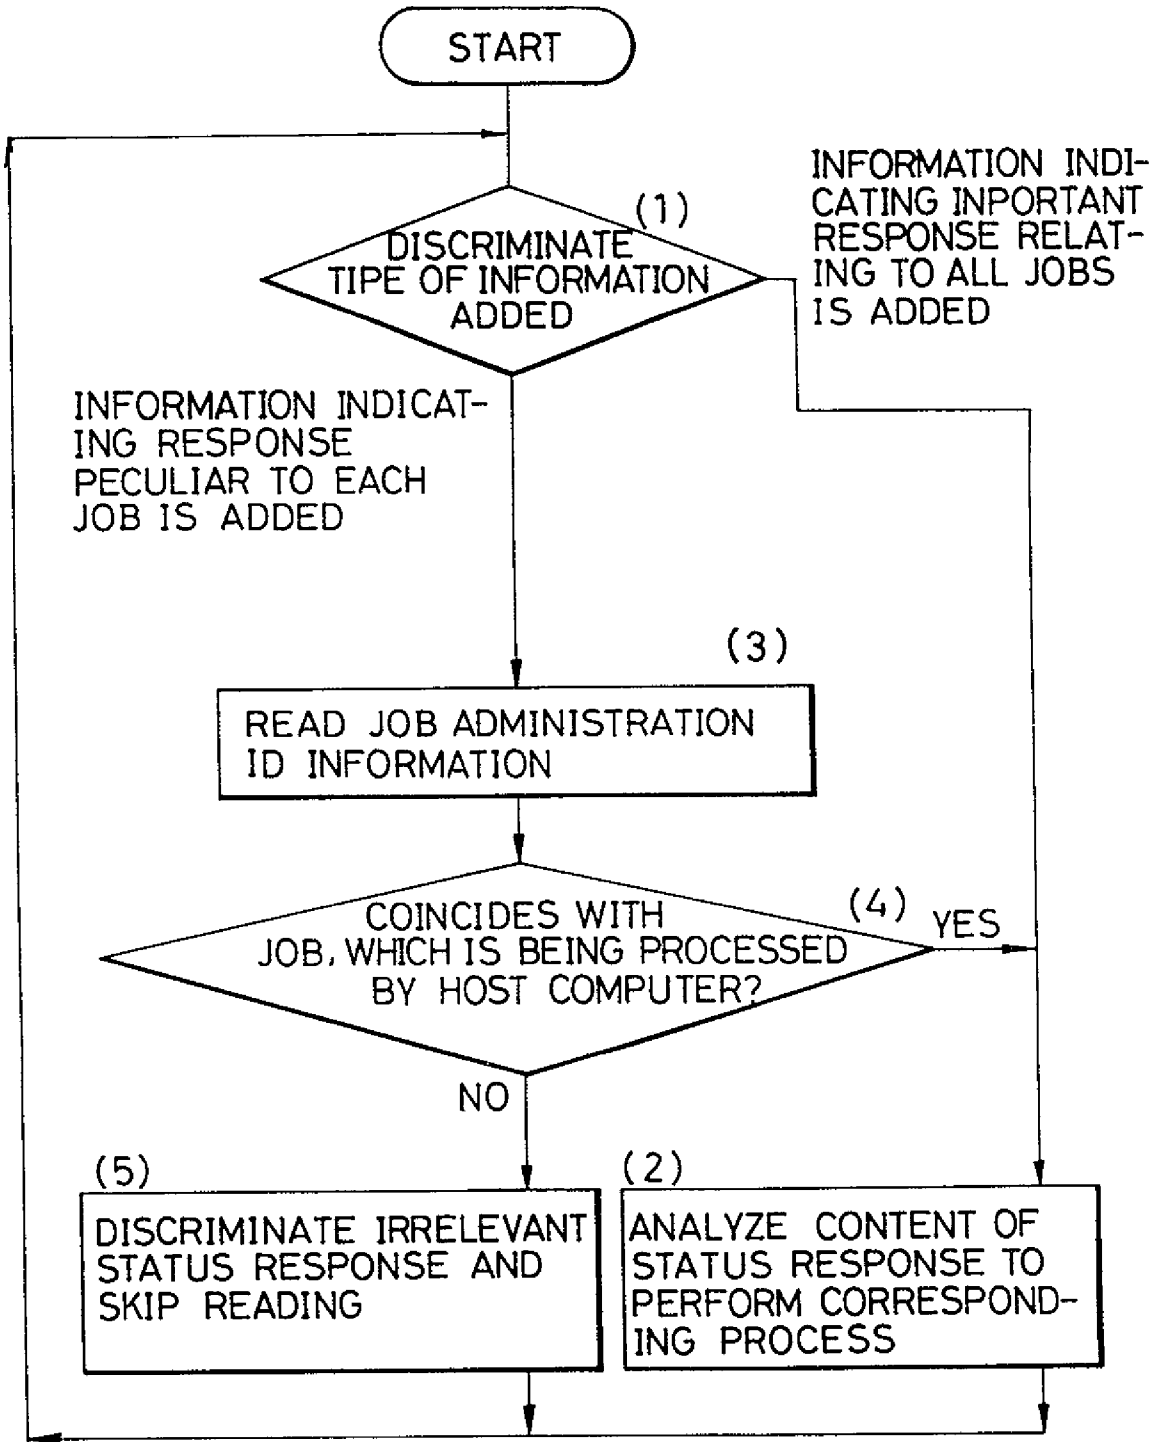 START
(1)
DISCRIMINATE
TIPE OF INFORMATION
ADDED
INFORMATION INDI-
CATING INPORTANT
RESPONSE RELAT-
ING TO ALL JOBS
IS ADDED
INFORMATION INDICAT-
ING RESPONSE
PECULIAR TO EACH
JOB IS ADDED
(3)
READ JOB ADMINISTRATION
ID INFORMATION
(4)
COINCIDES WITH
JOB, WHICH IS BEING PROCESSED
BY HOST COMPUTER?
YES
NO
(5)
DISCRIMINATE IRRELEVANT
STATUS RESPONSE AND
SKIP READING
(2)
ANALYZE CONTENT OF
STATUS RESPONSE TO
PERFORM CORRESPOND-
ING PROCESS